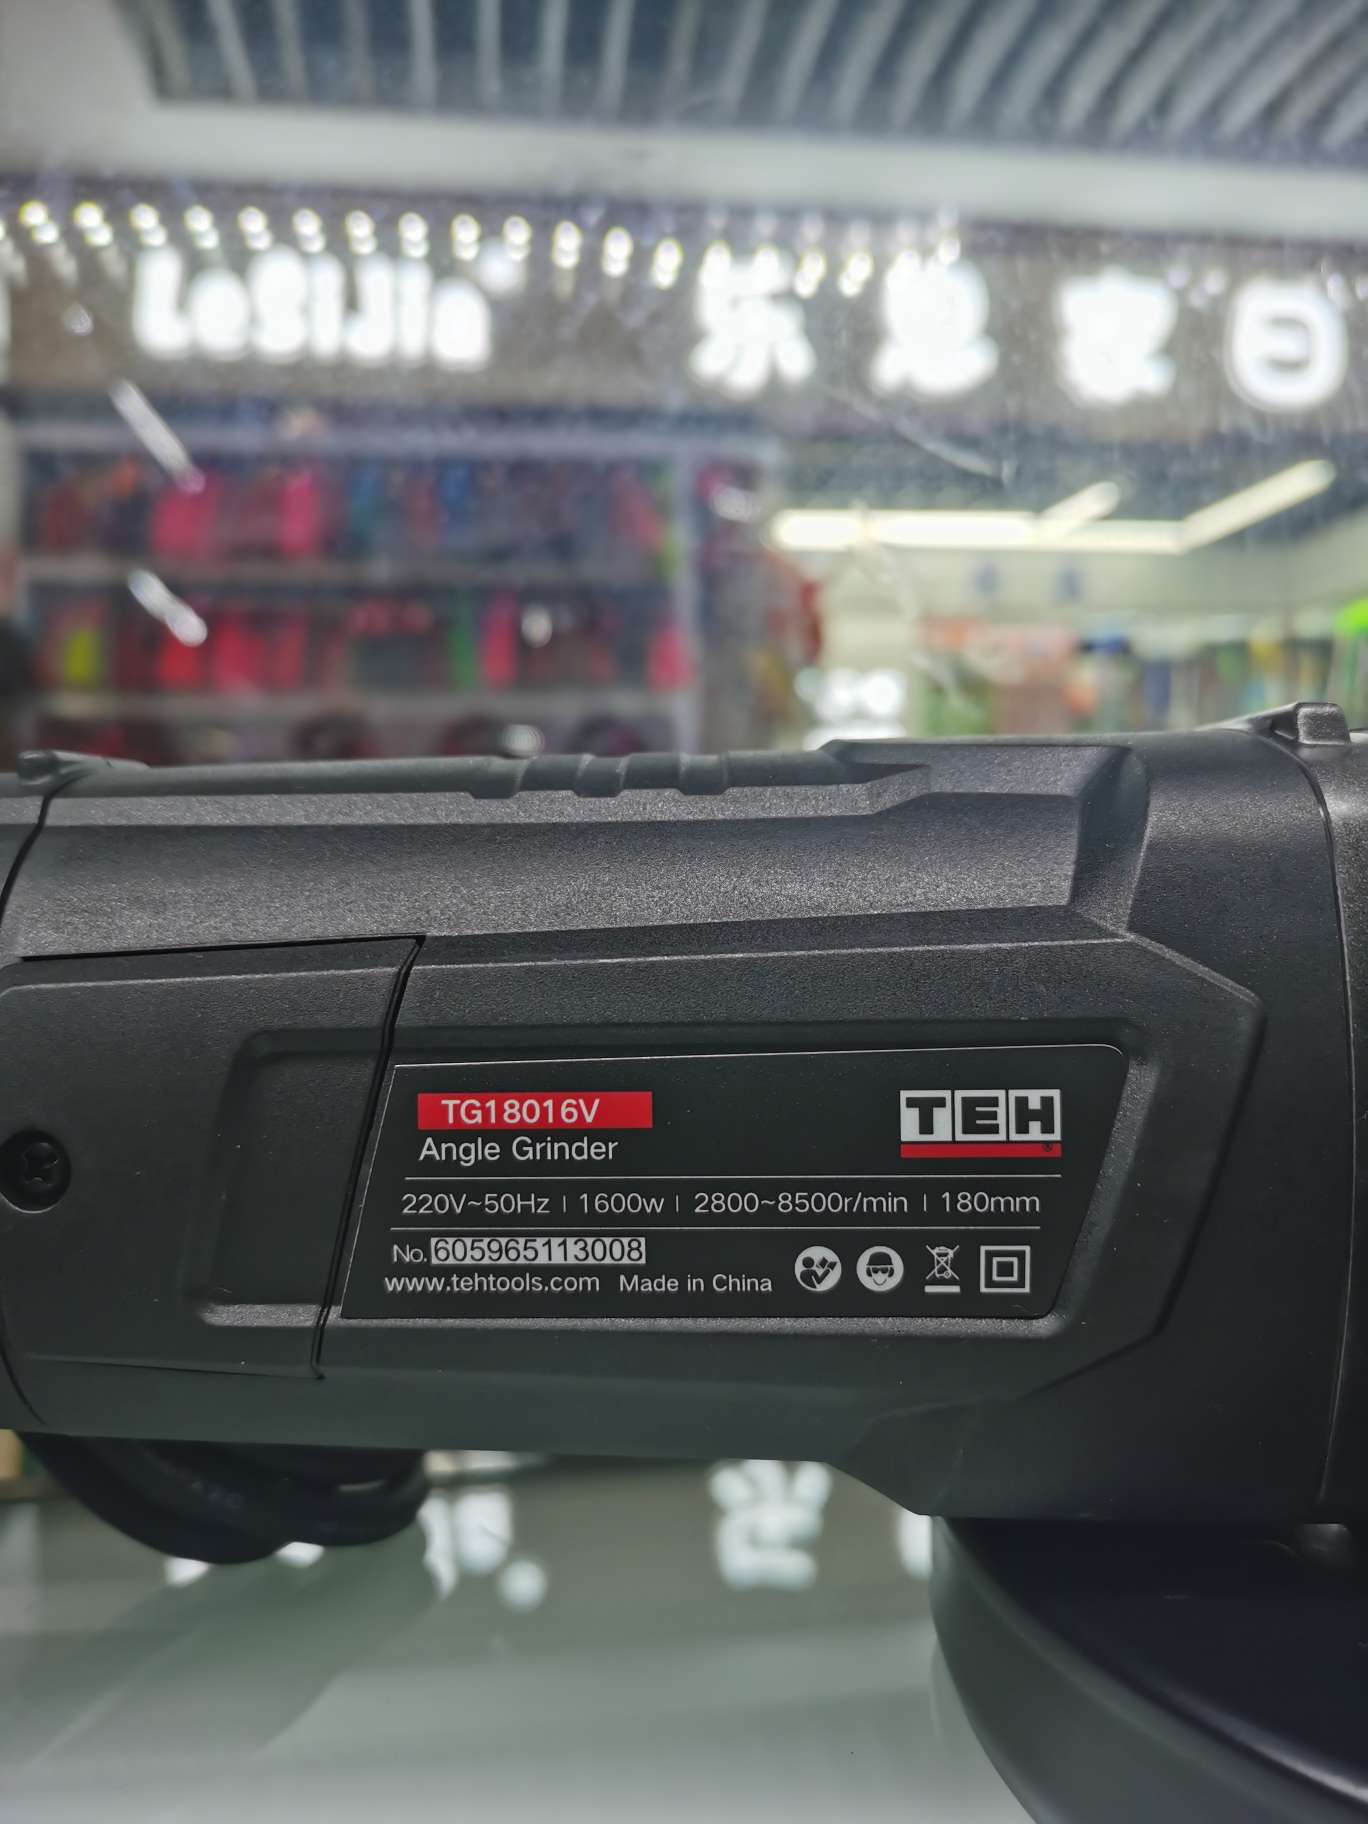 LeSiJia
乐思家日
TG18016V
TEH
Angle Grinder
220V~50Hz | 1600w | 2800~8500r/min | 180mm
No. 605965113008
www.tehtools.com Made in China